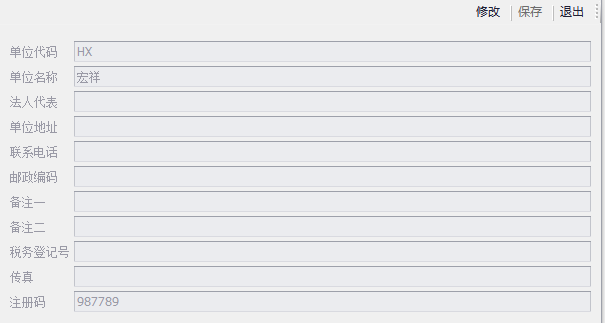 修改 保存 退出
单位代码 HX
单位名称 宏祥
法人代表
单位地址
联系电话
邮政编码
备注一
备注二
税务登记号
传真
注册码 987789